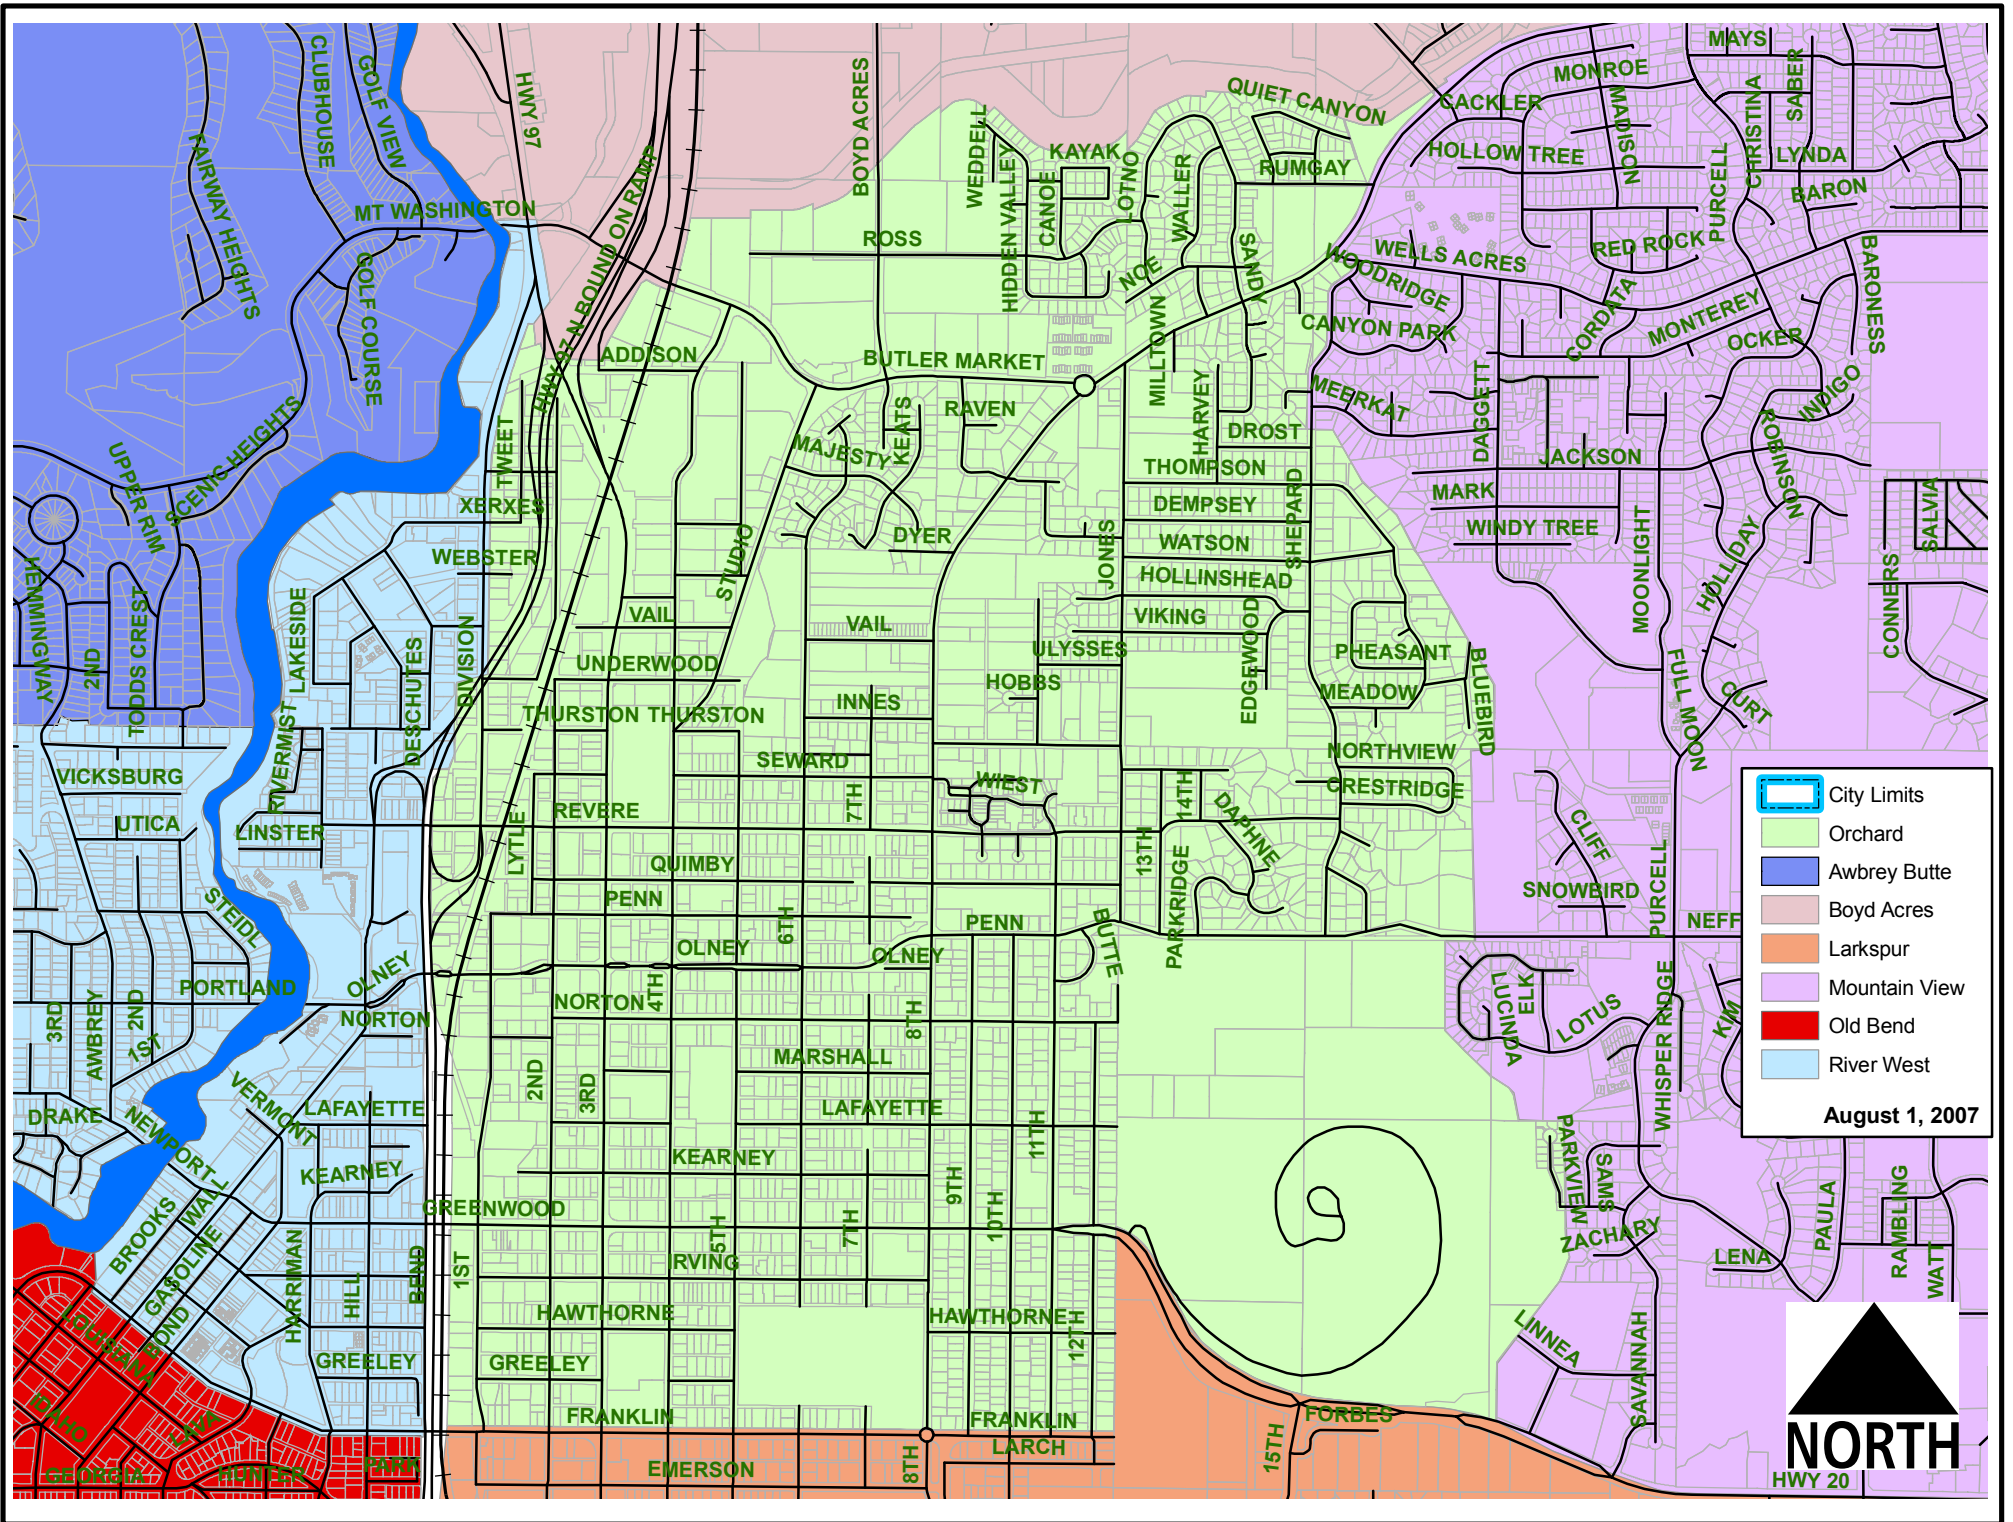 MAYS
CLUBHOUSE
GOLF VIEW
HWY 97
BOYD ACRES
QUIET CANYON
MONROE
CACKLER
MADISON
CHRISTINA
SABER
FAIRWAY HEIGHTS
WEDDELL
KAYAK
HIDDEN VALLEY
CANOE
LOTNO
WALLER
RUMGAY
HOLLOW TREE
PURCELL
LYNDA
BARON
MT WASHINGTON
HWY 97 N BOUND ON RAMP
ROSS
NOE
SANDY
WELLS ACRES
WOODRIDGE
RED ROCK
BARONESS
GOLF COURSE
MILLTOWN
CANYON PARK
CORDATA
MONTEREY
OCKER
ADDISON
BUTLER MARKET
SCENIC HEIGHTS
TWEET
MAJESTY
KEATS
RAVEN
HARVEY
DROST
MEERKAT
DAGGETT
INDIGO
ROBINSON
UPPER RIM
THOMPSON
SHEPARD
JACKSON
XERXES
DEMPSEY
MARK
WATSON
WINDY TREE
SALVIA
WEBSTER
STUDIO
DYER
JONES
HOLLINSHEAD
MOONLIGHT
HOLLIDAY
CONNERS
HEMMINGWAY
2ND
TODDS CREST
LAKESIDE
DESCHUTES
DIVISION
VAIL
VAIL
VIKING
EDGEWOOD
UNDERWOOD
ULYSSES
PHEASANT
BLUEBIRD
HOBBS
INNES
MEADOW
FULL MOON
CURT
THURSTON
THURSTON
RIVERMIST
VICKSBURG
SEWARD
NORTHVIEW
WIEST
CRESTRIDGE
UTICA
LINSTER
REVERE
7TH
14TH
DAPHNE
CLIFF
LYTLE
QUIMBY
13TH
PARKRIDGE
PURCELL
SNOWBIRD
STEIDL
PENN
6TH
PENN
BUTTE
NEFF
OLNEY
OLNEY
OLNEY
City Limits
Orchard
Awbrey Butte
Boyd Acres
Larkspur
Mountain View
Old Bend
River West
August 1, 2007
PORTLAND
NORTON
4TH
8TH
LUCINDA
ELK
LOTUS
WHISPER RIDGE
KIM
3RD
AWBREY
2ND
1ST
NORTON
MARSHALL
2ND
3RD
DRAKE
NEWPORT
VERMONT
LAFAYETTE
LAFAYETTE
11TH
PARKVIEW
SAMS
KEARNEY
KEARNEY
9TH
10TH
GREENWOOD
BROOKS
WALL
GASOLINE
BOND
HARRIMAN
HILL
BEND
1ST
5TH
7TH
IRVING
ZACHARY
LENA
PAULA
RAMBLING
WATT
HAWTHORNE
HAWTHORNE
12TH
LOUISIANA
GREELEY
GREELEY
LINNEA
SAVANNAH
IDAHO
LAVA
FRANKLIN
FRANKLIN
FORBES
15TH
LARCH
GEORGIA
HUNTER
PARK
EMERSON
8TH
NORTH
HWY 20